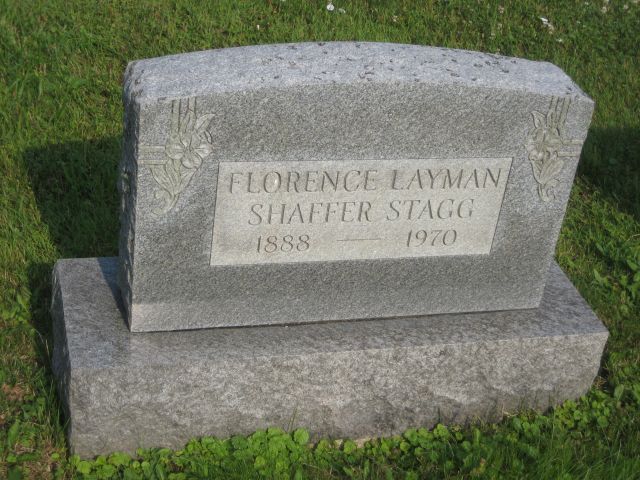 FLORENCE LAYMAN
SHAFFER STAGG
1888 — 1970